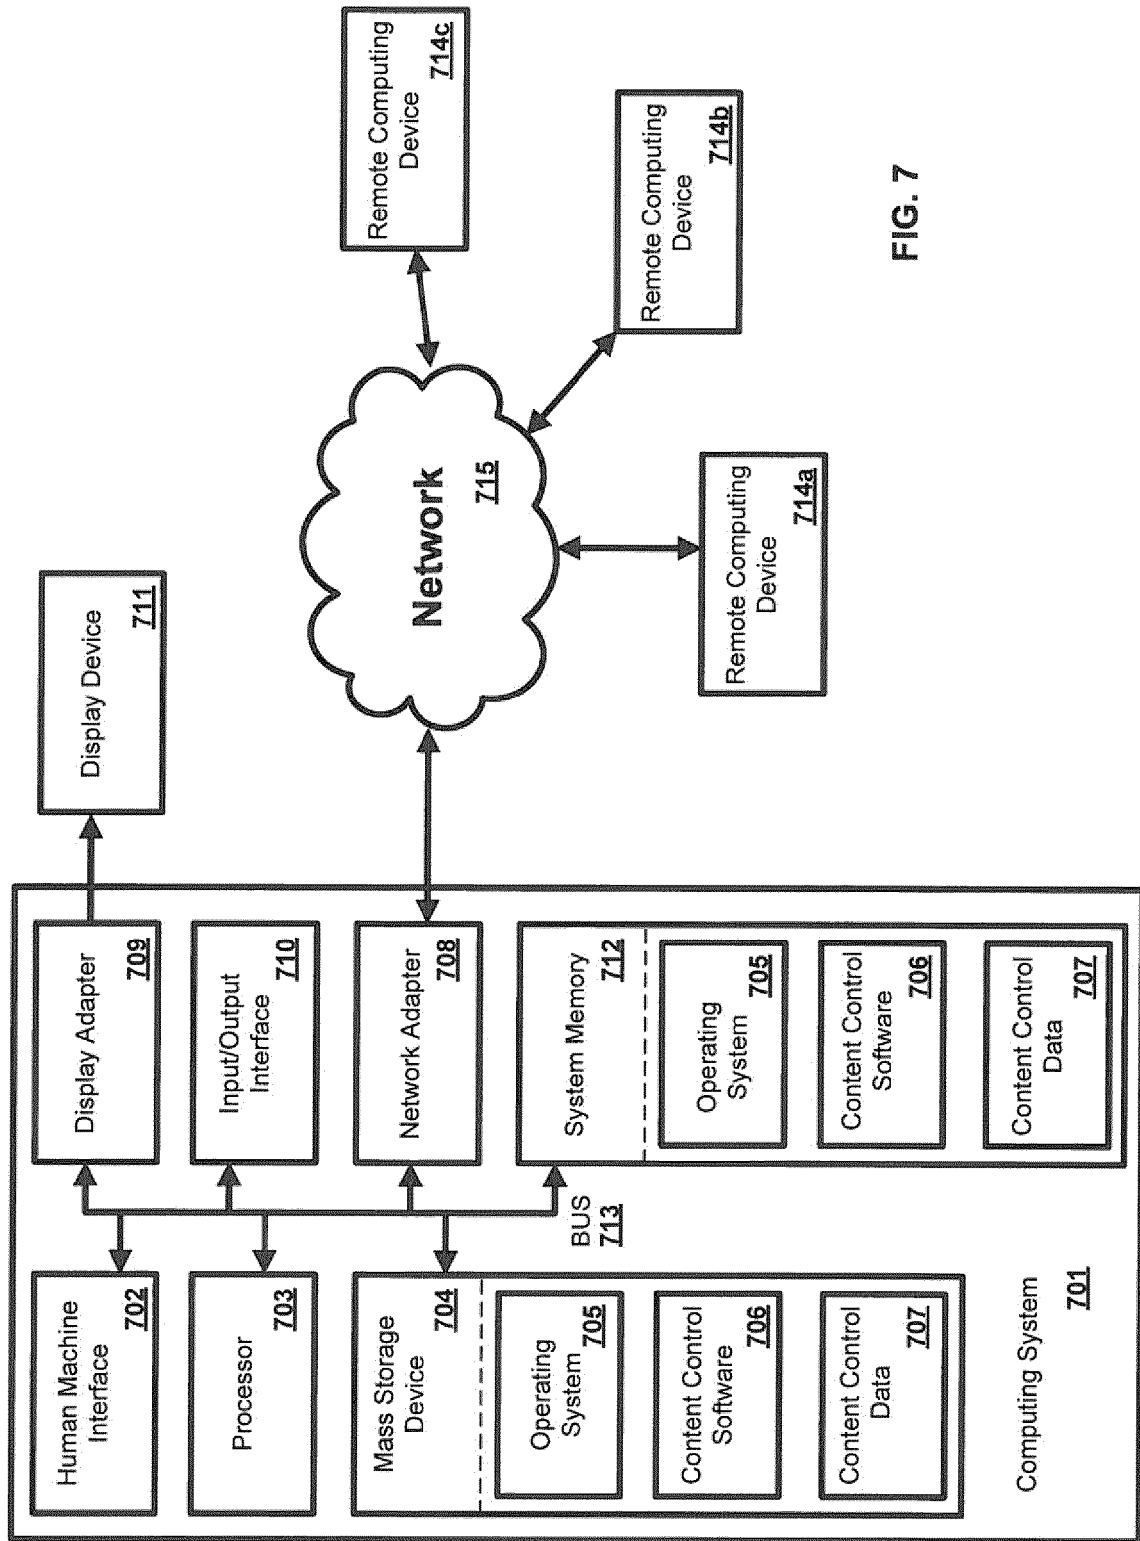 Human Machine
Interface
702
Processor
703
Mass Storage
Device
704
Operating
System
705
Content Control
Software
706
Content Control
Data
707
Computing System
701
BUS
713
Display Adapter
709
Input/Output
Interface
710
Network Adapter
708
System Memory
712
Operating
System
705
Content Control
Software
706
Content Control
Data
707
Display Device
711
Network
715
Remote Computing
Device
714a
Remote Computing
Device
714b
Remote Computing
Device
714c
FIG. 7